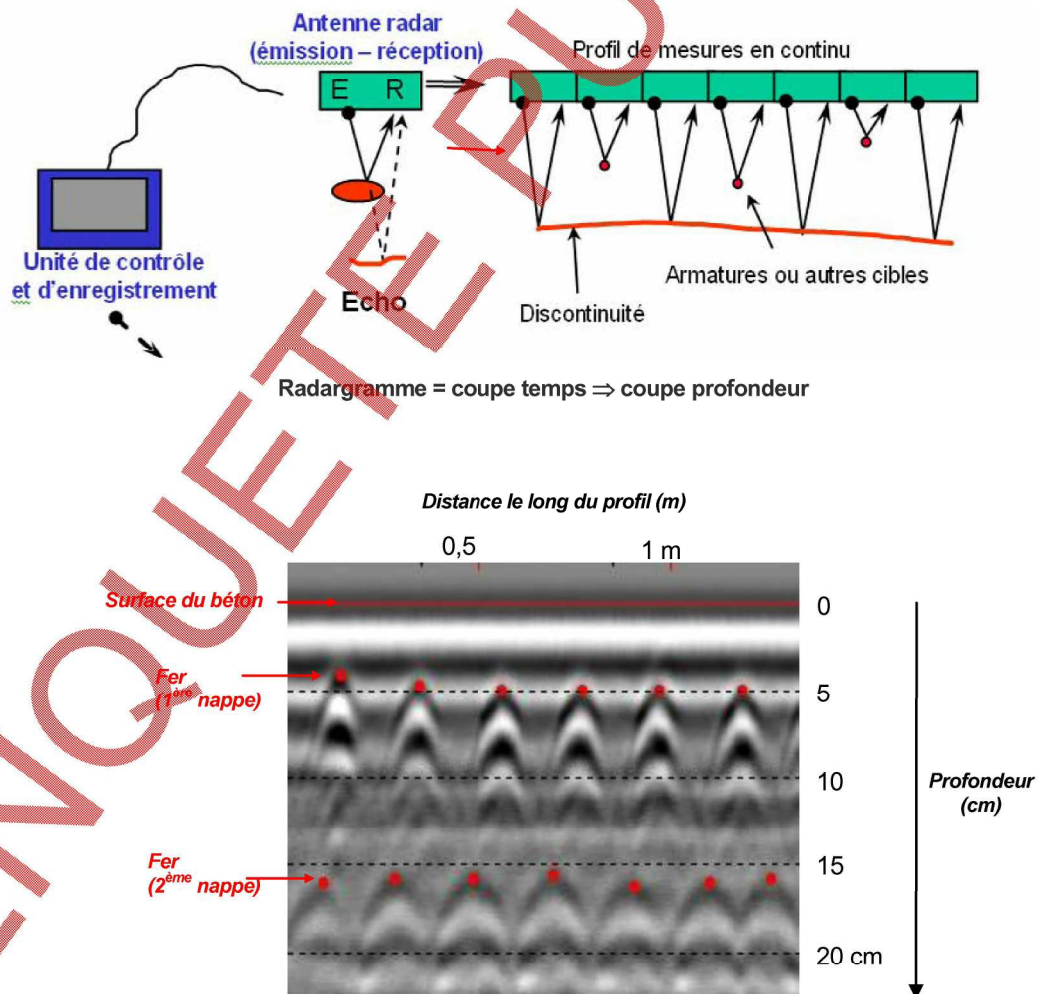 Antenne radar
(émission – réception)
Profil de mesures en continu
E R
Unité de contrôle
et d'enregistrement
Echo
Armatures ou autres cibles
Discontinuité
Radargramme = coupe temps ⇒ coupe profondeur
Distance le long du profil (m)
0,5
1 m
Surface du béton
0
Fer
(1ère nappe)
5
10
Profondeur
(cm)
15
Fer
(2ème nappe)
20 cm
ENQUETE PU